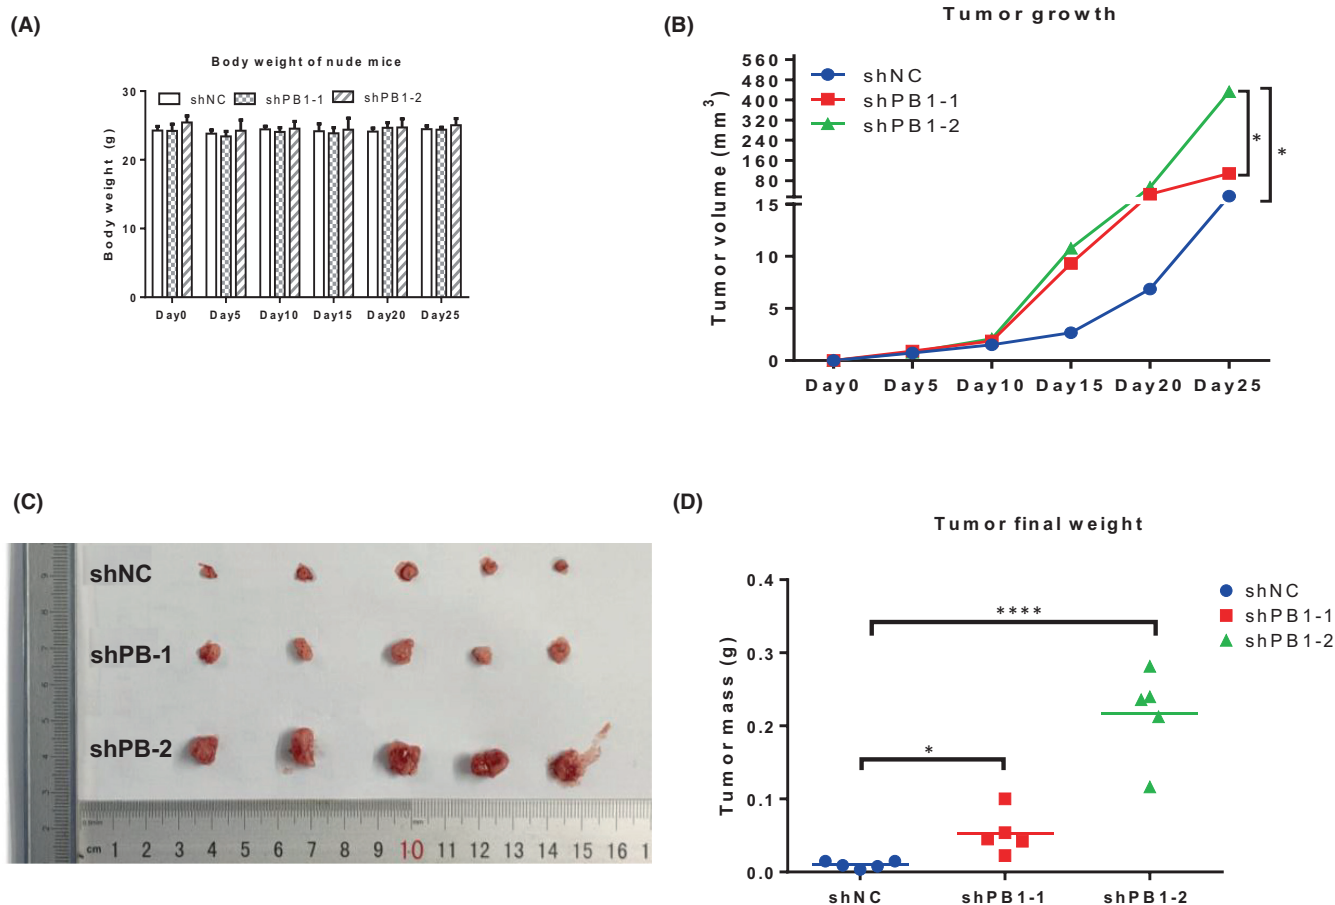 (A)
Body weight of nude mice
shNC shPB1-1 shPB1-2
Body weight (g)
30
20
10
0
Day0 Day5 Day10 Day15 Day20 Day25
(B)
Tumor growth
shNC
shPB1-1
shPB1-2
Tumor volume (mm3)
560
480
400
320
240
160
80
15
10
5
0
*
*
Day0 Day5 Day10 Day15 Day20 Day25
(C)
shNC
shPB-1
shPB-2
cm 1 2 3 4 5 6 7 8 9 10 11 12 13 14 15 16 1
(D)
Tumor final weight
shNC
shPB1-1
shPB1-2
Tumor mass (g)
0.4
0.3
0.2
0.1
0.0
****
*
shNC shPB1-1 shPB1-2